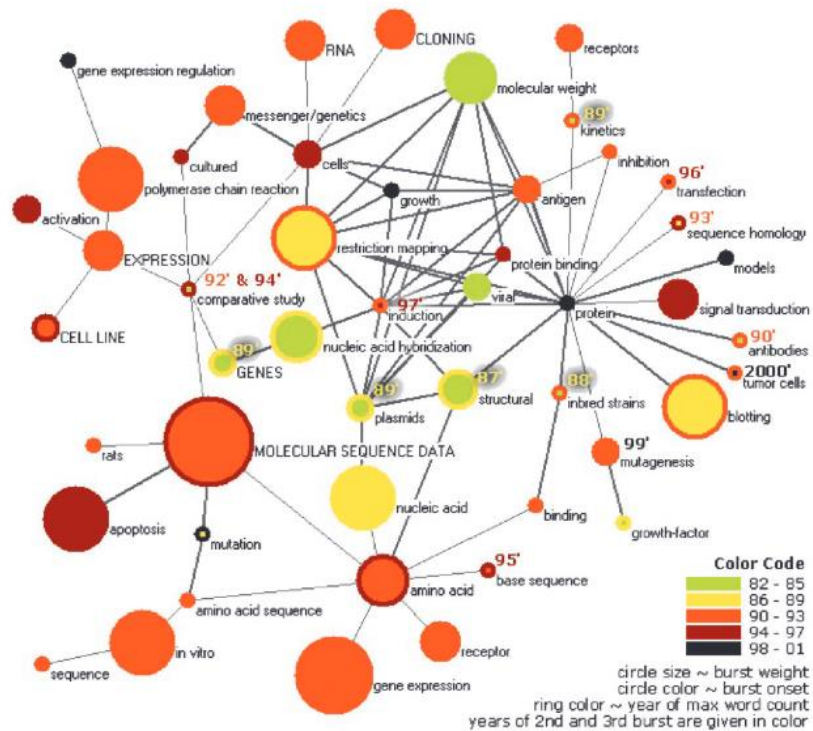 RNA
CLONING
receptors
gene expression regulation
molecular weight
messenger/genetics
89'
kinetics
cultured
cells
inhibition
polymerase chain reaction
growth
antigen
96'
transfection
activation
93'
sequence homology
restriction mapping
EXPRESSION
protein binding
models
92' & 94'
comparative study
viral
97'
induction
protein
signal transduction
CELL LINE
89'
GENES
nucleic acid hybridization
90'
antibodies
87'
structural
88'
inbred strains
2000'
tumor cells
89'
plasmids
blotting
rats
MOLECULAR SEQUENCE DATA
99'
mutagenesis
apoptosis
nucleic acid
binding
growth-factor
mutation
95'
base sequence
amino acid
amino acid sequence
sequence
in vitro
receptor
gene expression
Color Code
82 - 85
86 - 89
90 - 93
94 - 97
98 - 01
circle size ~ burst weight
circle color ~ burst onset
ring color ~ year of max word count
years of 2nd and 3rd burst are given in color